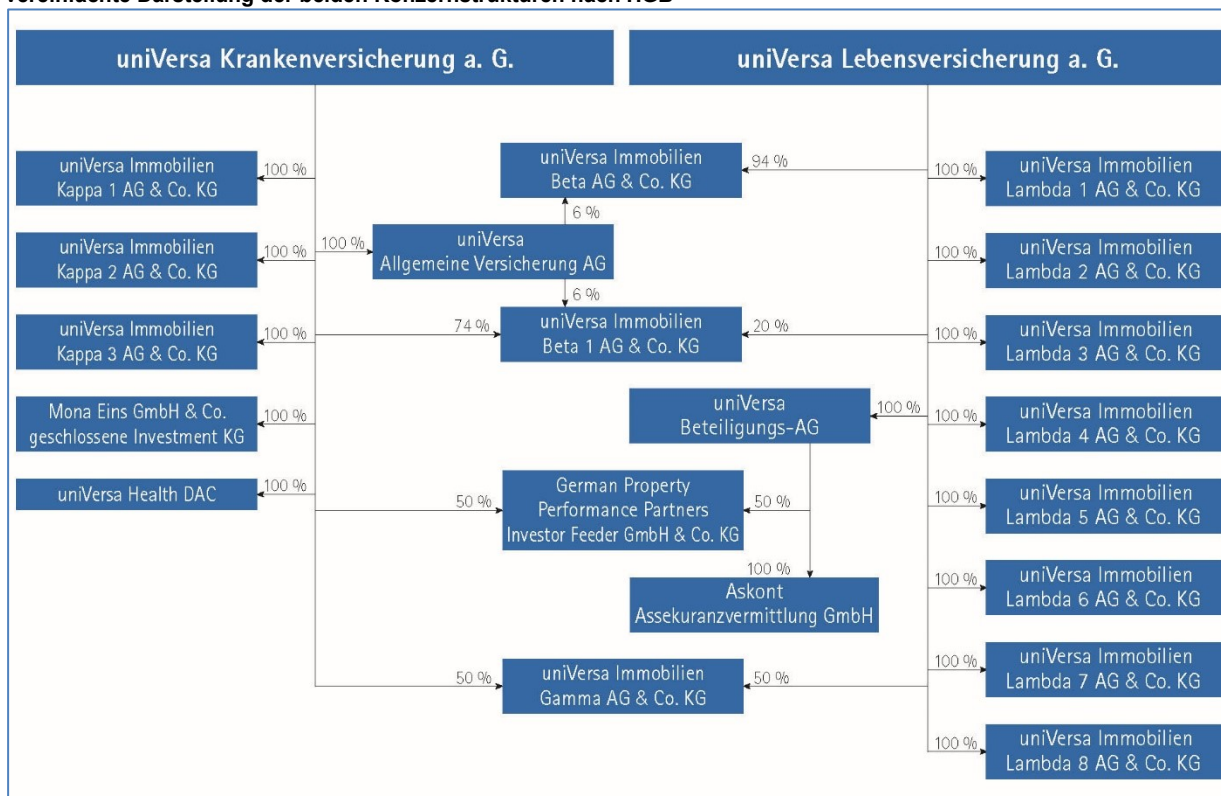 Vereinfachte Darstellung der beiden Konzernstrukturen nach HGB
uniVersa Krankenversicherung a. G.
uniVersa Lebensversicherung a. G.
uniVersa Immobilien
Kappa 1 AG & Co. KG
100 %
uniVersa Immobilien
Beta AG & Co. KG
94 %
100 %
uniVersa Immobilien
Lambda 1 AG & Co. KG
6 %
uniVersa Immobilien
Kappa 2 AG & Co. KG
100 %
100 %
uniVersa
Allgemeine Versicherung AG
100 %
uniVersa Immobilien
Lambda 2 AG & Co. KG
6 %
uniVersa Immobilien
Kappa 3 AG & Co. KG
100 %
74 %
uniVersa Immobilien
Beta 1 AG & Co. KG
20 %
100 %
uniVersa Immobilien
Lambda 3 AG & Co. KG
Mona Eins GmbH & Co.
geschlossene Investment KG
100 %
uniVersa
Beteiligungs-AG
100 %
100 %
uniVersa Immobilien
Lambda 4 AG & Co. KG
uniVersa Health DAC
100 %
50 %
German Property
Performance Partners
Investor Feeder GmbH & Co. KG
50 %
100 %
uniVersa Immobilien
Lambda 5 AG & Co. KG
100 %
Askont
Assekuranzvermittlung GmbH
100 %
uniVersa Immobilien
Lambda 6 AG & Co. KG
50 %
uniVersa Immobilien
Gamma AG & Co. KG
50 %
100 %
uniVersa Immobilien
Lambda 7 AG & Co. KG
100 %
uniVersa Immobilien
Lambda 8 AG & Co. KG